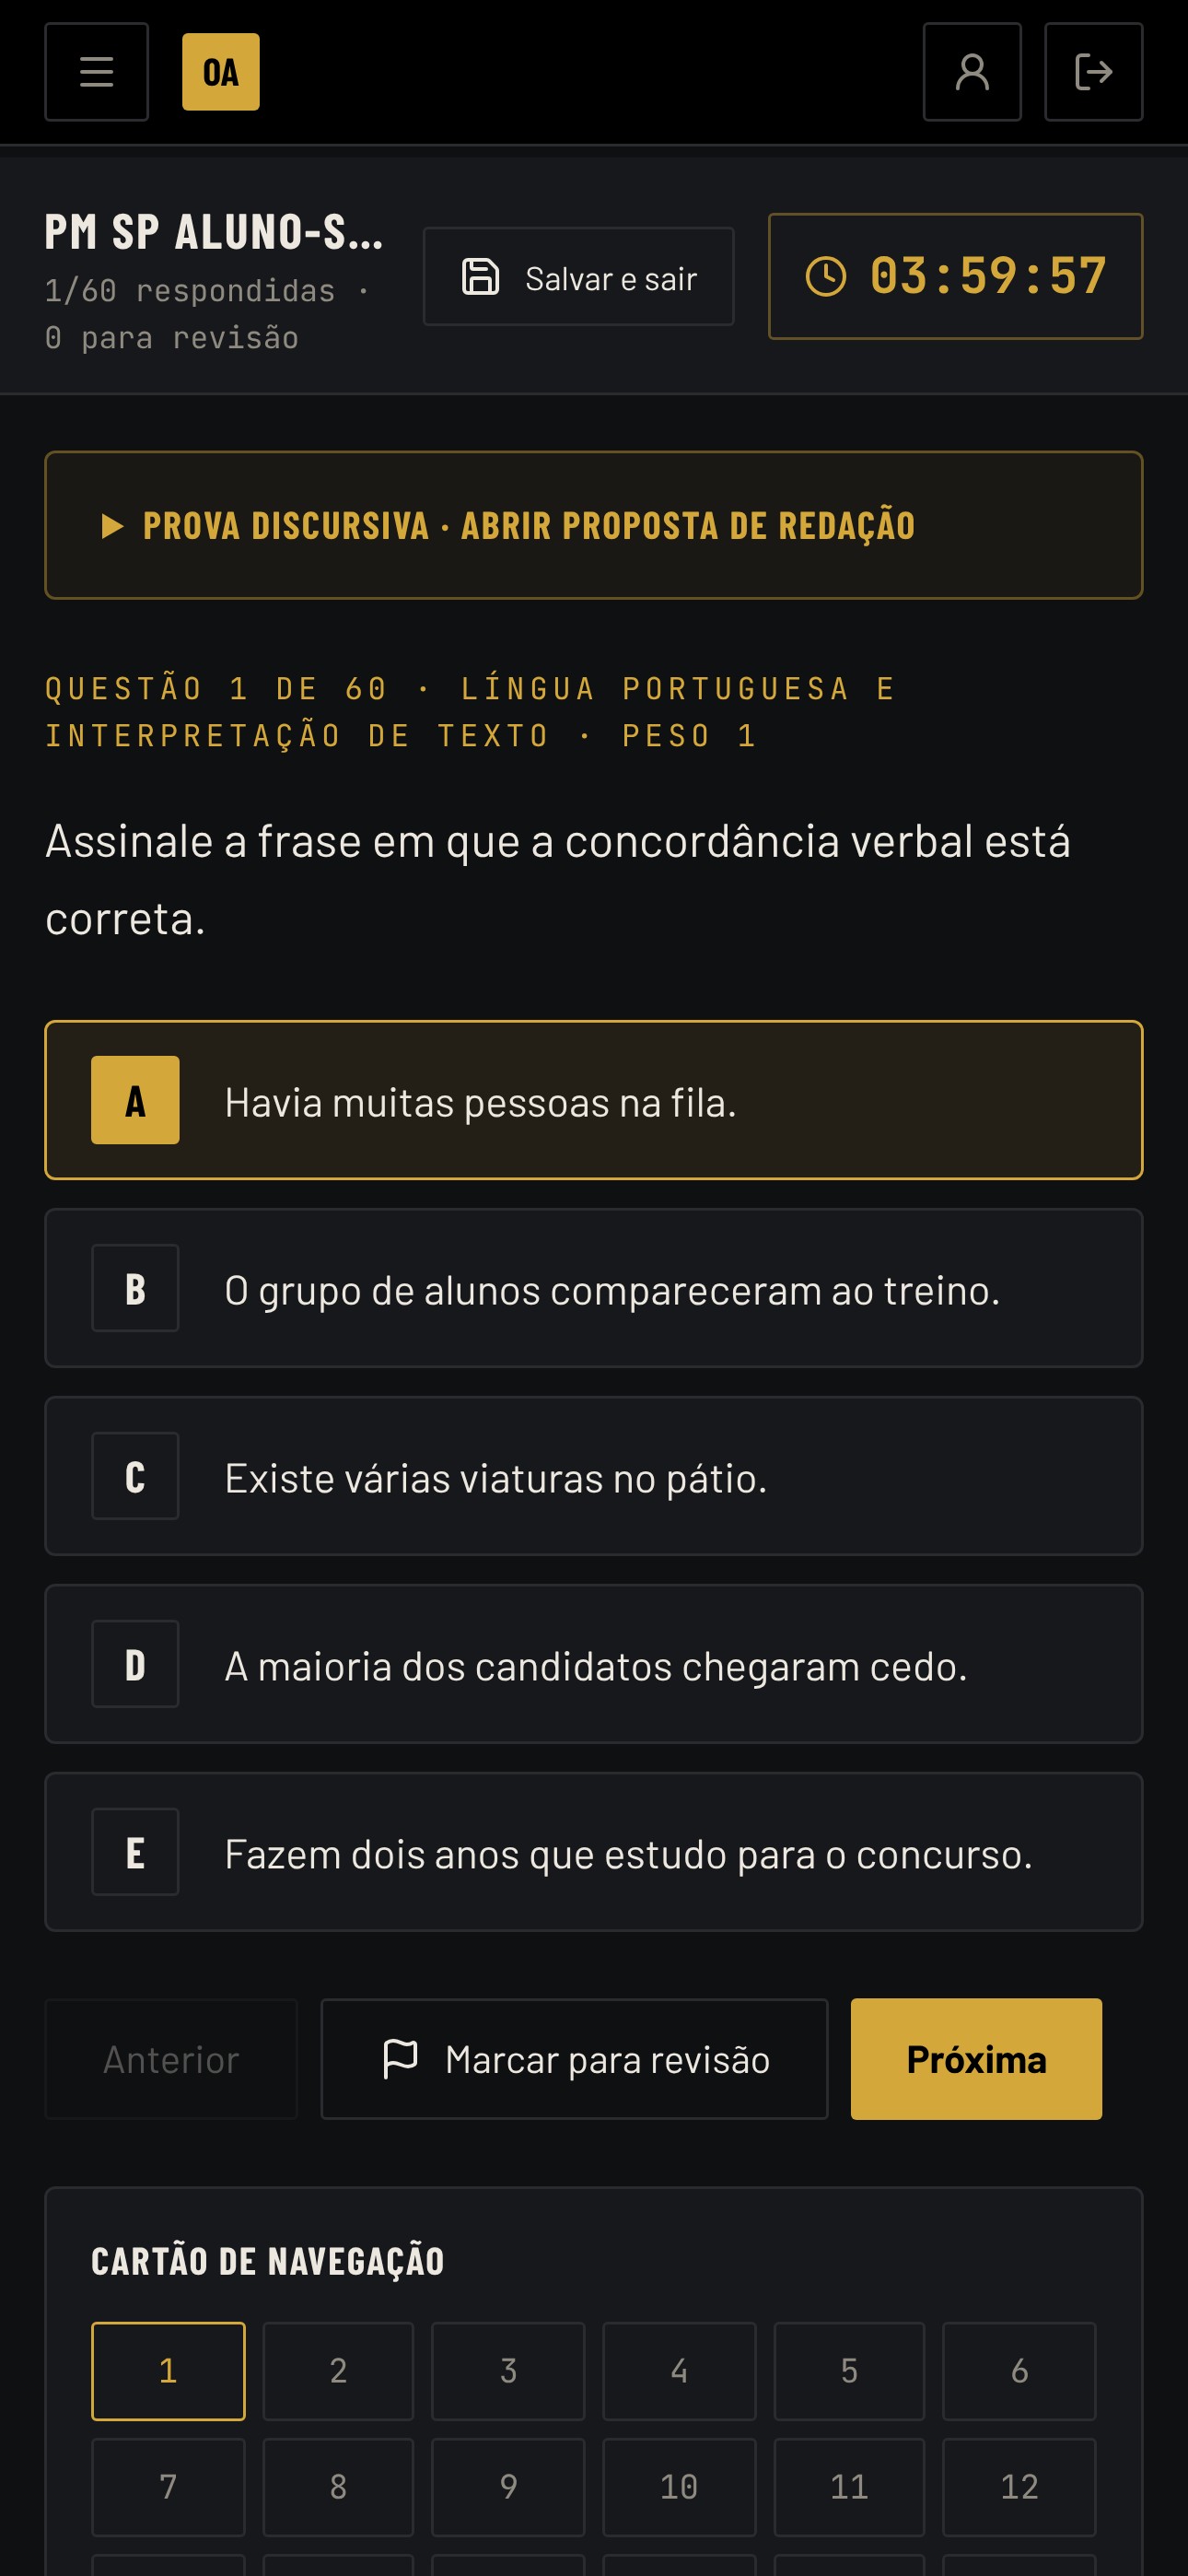 OA
PM SP ALUNO-S...
1/60 respondidas ·
0 para revisão
Salvar e sair
03:59:57
PROVA DISCURSIVA · ABRIR PROPOSTA DE REDAÇÃO
QUESTÃO 1 DE 60 · LÍNGUA PORTUGUESA E
INTERPRETAÇÃO DE TEXTO · PESO 1
Assinale a frase em que a concordância verbal está
correta.
A Havia muitas pessoas na fila.
B O grupo de alunos compareceram ao treino.
C Existe várias viaturas no pátio.
D A maioria dos candidatos chegaram cedo.
E Fazem dois anos que estudo para o concurso.
Anterior Marcar para revisão Próxima
CARTÃO DE NAVEGAÇÃO
1 2 3 4 5 6
7 8 9 10 11 12